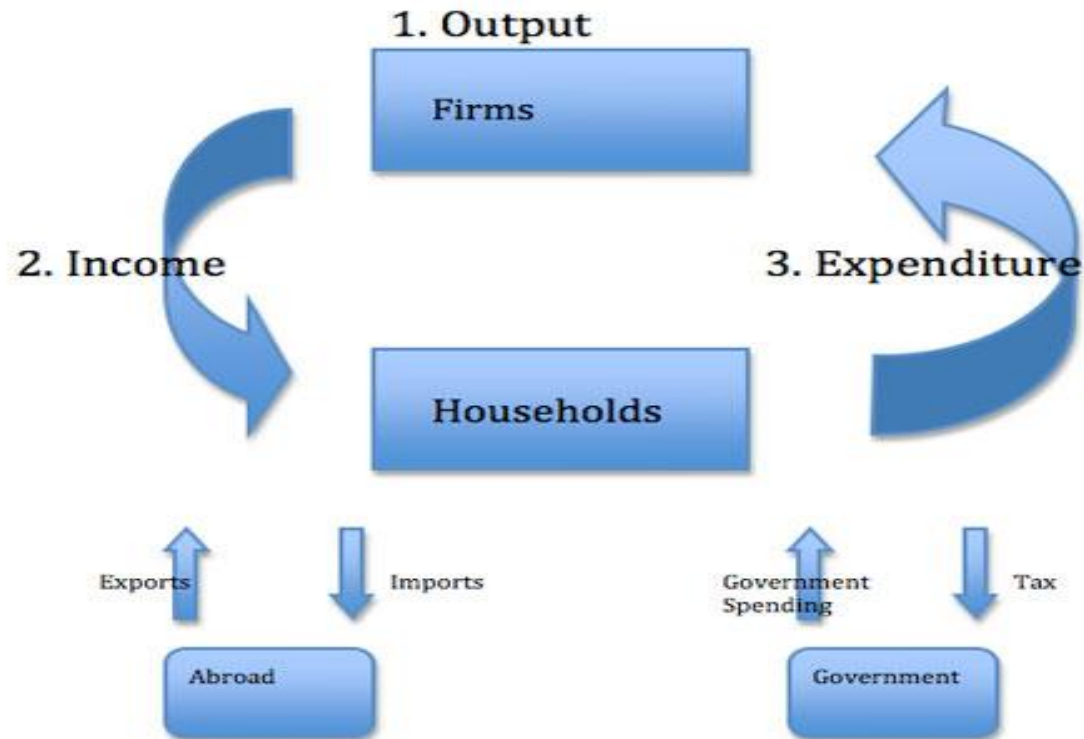 1. Output
Firms
2. Income
3. Expenditure
Households
Exports
Imports
Government
Spending
Tax
Abroad
Government